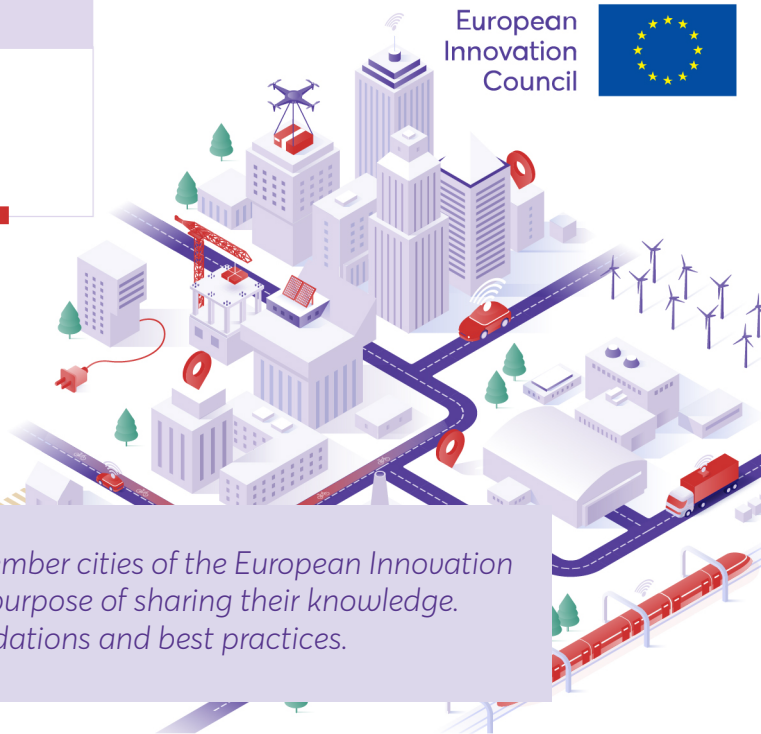 European
Innovation
Council
mber cities of the European Innovation
purpose of sharing their knowledge.
dations and best practices.